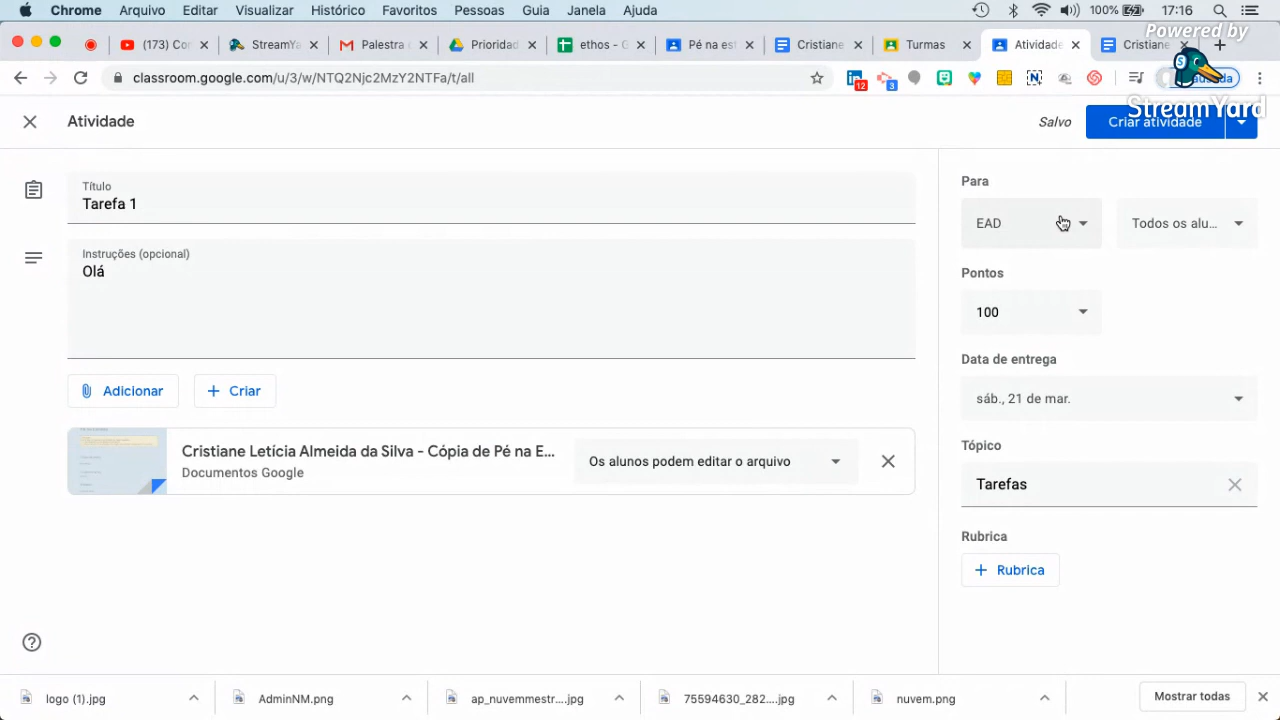 Chrome Arquivo Editar Visualizar Histórico Favoritos Pessoas Guia Janela Ajuda 100% 17:16
Powered by
StreamYard
(173) C StreamY Gmail Palestra c Prioridad ethos - G Pé na es Cristiane Turmas Atividade Cristiane
classroom.google.com/u/3/w/NTQ2Njc2MzY2NTFa/t/all
12
3
Atividade
Salvo
Criar atividade
Título
Tarefa 1
Instruções (opcional)
Olá
Adicionar
Criar
Cristiane Letícia Almeida da Silva - Cópia de Pé na E...
Documentos Google
Os alunos podem editar o arquivo
Para
EAD
Todos os alu...
Pontos
100
Data de entrega
sáb., 21 de mar.
Tópico
Tarefas
Rubrica
Rubrica
logo (1).jpg
AdminNM.png
ap_nuvemmestr....jpg
75594630_282....jpg
nuvem.png
Mostrar todas